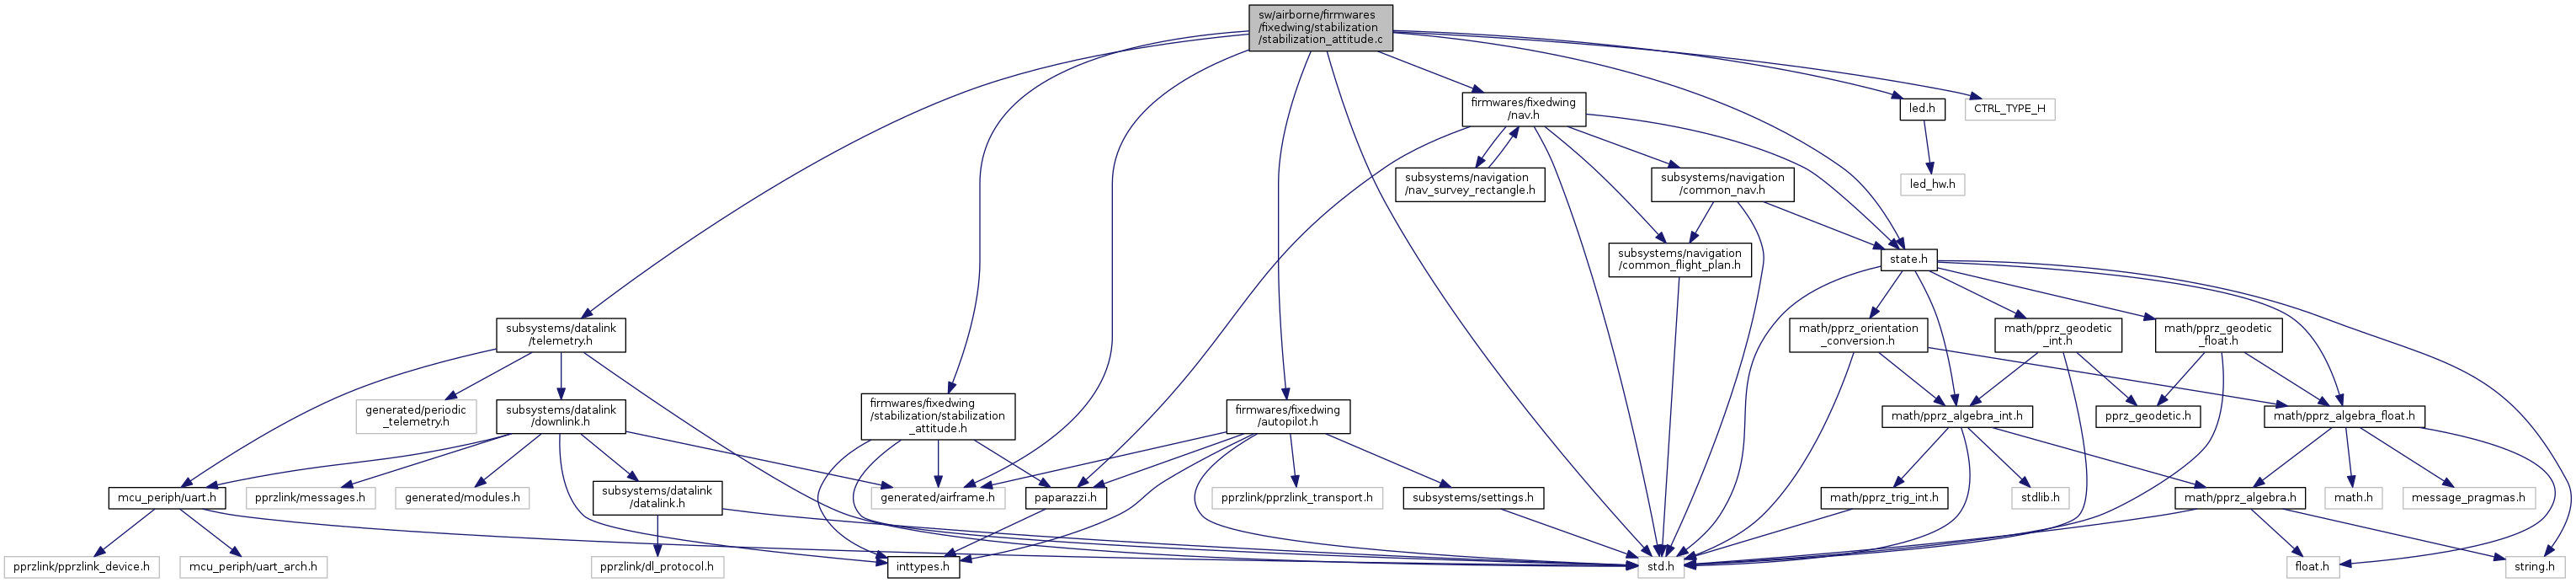 sw/airborne/firmwares
/fixedwing/stabilization
/stabilization_attitude.c
firmwares/fixedwing
/nav.h
led.h
CTRL_TYPE_H
subsystems/navigation
/nav_survey_rectangle.h
subsystems/navigation
/common_nav.h
led_hw.h
subsystems/navigation
/common_flight_plan.h
state.h
subsystems/datalink
/telemetry.h
math/pprz_orientation
_conversion.h
math/pprz_geodetic
_int.h
math/pprz_geodetic
_float.h
generated/periodic
_telemetry.h
subsystems/datalink
/downlink.h
firmwares/fixedwing
/stabilization/stabilization
_attitude.h
firmwares/fixedwing
/autopilot.h
math/pprz_algebra_int.h
pprz_geodetic.h
math/pprz_algebra_float.h
mcu_periph/uart.h
pprzlink/messages.h
generated/modules.h
subsystems/datalink
/datalink.h
generated/airframe.h
paparazzi.h
pprzlink/pprzlink_transport.h
subsystems/settings.h
math/pprz_trig_int.h
stdlib.h
math/pprz_algebra.h
math.h
message_pragmas.h
pprzlink/pprzlink_device.h
mcu_periph/uart_arch.h
pprzlink/dl_protocol.h
inttypes.h
std.h
float.h
string.h